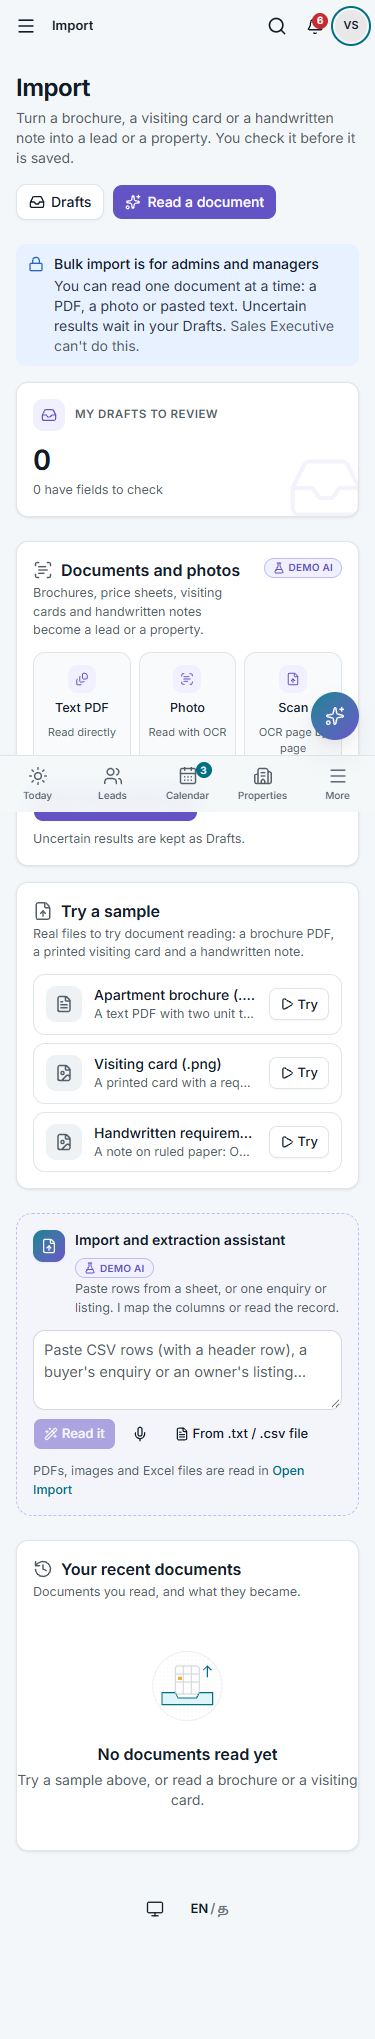 Import
6
VS
Import
Turn a brochure, a visiting card or a handwritten
note into a lead or a property. You check it before it
is saved.
Drafts
Read a document
Bulk import is for admins and managers
You can read one document at a time: a
PDF, a photo or pasted text. Uncertain
results wait in your Drafts. Sales Executive
can't do this.
MY DRAFTS TO REVIEW
0
0 have fields to check
Documents and photos
DEMO AI
Brochures, price sheets, visiting
cards and handwritten notes
become a lead or a property.
Text PDF
Photo
Scan
Read directly
Read with OCR
OCR page
page
3
Today
Leads
Calendar
Properties
More
Uncertain results are kept as Drafts.
Try a sample
Real files to try document reading: a brochure PDF,
a printed visiting card and a handwritten note.
Apartment brochure (....
A text PDF with two unit t...
Try
Visiting card (.png)
A printed card with a req...
Try
Handwritten requirem...
A note on ruled paper: O...
Try
Import and extraction assistant
DEMO AI
Paste rows from a sheet, or one enquiry or
listing. I map the columns or read the record.
Paste CSV rows (with a header row), a
buyer's enquiry or an owner's listing...
Read it
From .txt / .csv file
PDFs, images and Excel files are read in Open
Import
Your recent documents
Documents you read, and what they became.
No documents read yet
Try a sample above, or read a brochure or a visiting
card.
EN / த